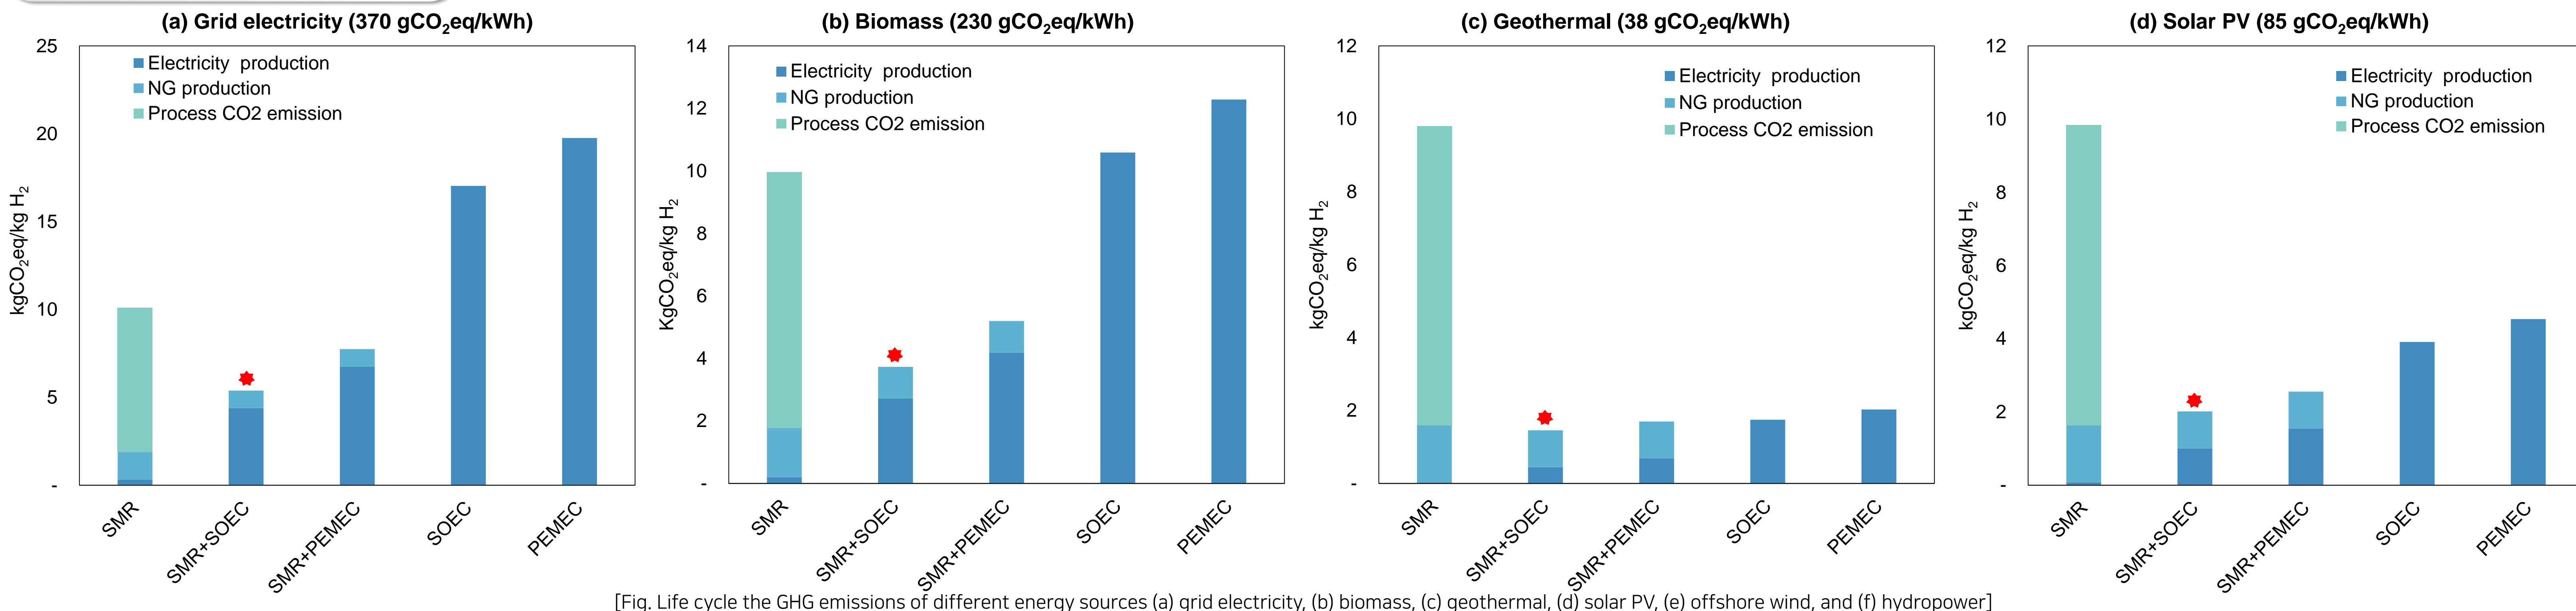 (a) Grid electricity (370 gCO₂eq/kWh)
25
20
15
10
5
-
kgCO₂eq/kg H₂
Electricity production
NG production
Process CO2 emission
SMR
SMR+SOEC
SMR+PEMEC
SOEC
PEMEC
(b) Biomass (230 gCO₂eq/kWh)
14
12
10
8
6
4
2
-
KgCO₂eq/kg H₂
Electricity production
NG production
Process CO2 emission
SMR
SMR+SOEC
SMR+PEMEC
SOEC
PEMEC
(c) Geothermal (38 gCO₂eq/kWh)
12
10
8
6
4
2
-
kgCO₂eq/kg H₂
Electricity production
NG production
Process CO2 emission
SMR
SMR+SOEC
SMR+PEMEC
SOEC
PEMEC
(d) Solar PV (85 gCO₂eq/kWh)
12
10
8
6
4
2
-
kgCO₂eq/kg H₂
Electricity production
NG production
Process CO2 emission
SMR
SMR+SOEC
SMR+PEMEC
SOEC
PEMEC
[Fig. Life cycle the GHG emissions of different energy sources (a) grid electricity, (b) biomass, (c) geothermal, (d) solar PV, (e) offshore wind, and (f) hydropower]